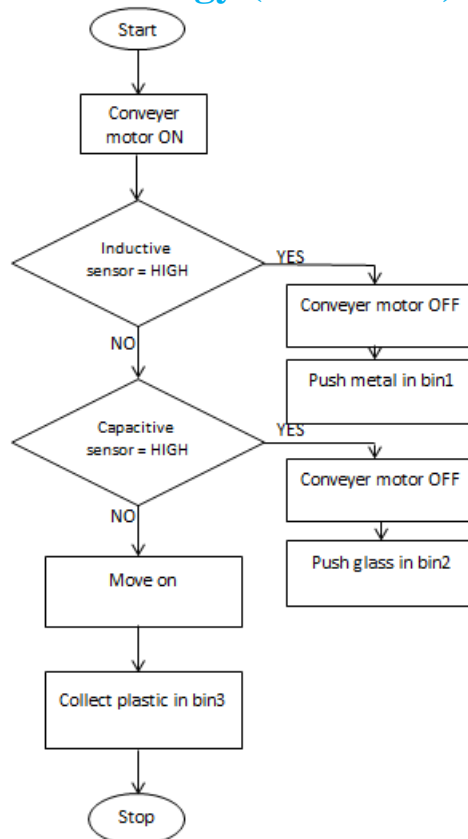 Start
Conveyer
motor ON
Inductive
sensor = HIGH
YES
Conveyer motor OFF
Push metal in bin1
NO
Capacitive
sensor = HIGH
YES
Conveyer motor OFF
Push glass in bin2
NO
Move on
Collect plastic in bin3
Stop